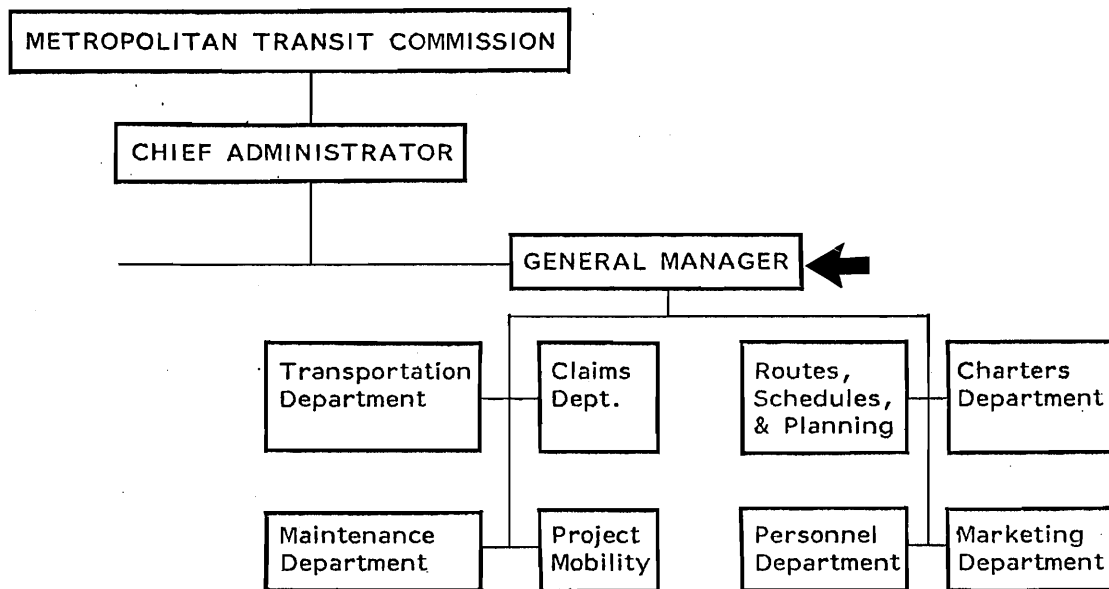 METROPOLITAN TRANSIT COMMISSION
CHIEF ADMINISTRATOR
GENERAL MANAGER
Transportation
Department
Claims
Dept.
Routes,
Schedules,
& Planning
Charters
Department
Maintenance
Department
Project
Mobility
Personnel
Department
Marketing
Department